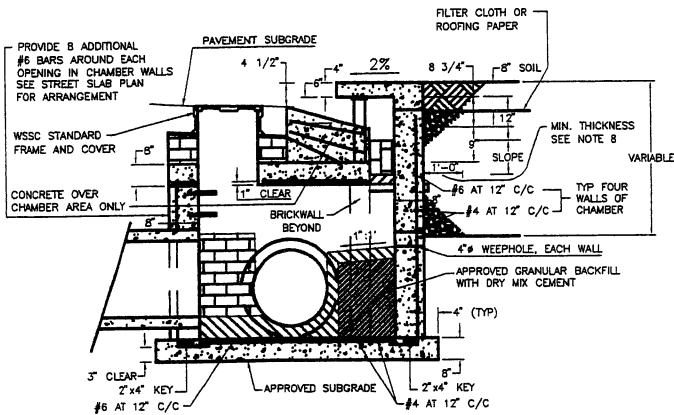 PROVIDE 8 ADDITIONAL
#6 BARS AROUND EACH
OPENING IN CHAMBER WALLS
SEE STREET SLAB PLAN
FOR ARRANGEMENT
PAVEMENT SUBGRADE
4 1/2"
4"
6"
2%
8 3/4"
8" SOIL
FILTER CLOTH OR
ROOFING PAPER
WSSC STANDARD
FRAME AND COVER
12"
9"
MIN. THICKNESS
SEE NOTE 8
SLOPE
VARIABLE
8"
1'-0"
1" CLEAR
CONCRETE OVER
CHAMBER AREA ONLY
8"
BRICKWALL
BEYOND
#6 AT 12" C/C
#4 AT 12" C/C
TYP FOUR
WALLS OF
CHAMBER
8"
1":1'
4"ø WEEPHOLE, EACH WALL
APPROVED GRANULAR BACKFILL
WITH DRY MIX CEMENT
4" (TYP)
3" CLEAR
2"x4" KEY
#6 AT 12" C/C
APPROVED SUBGRADE
8"
2"x4" KEY
#4 AT 12" C/C